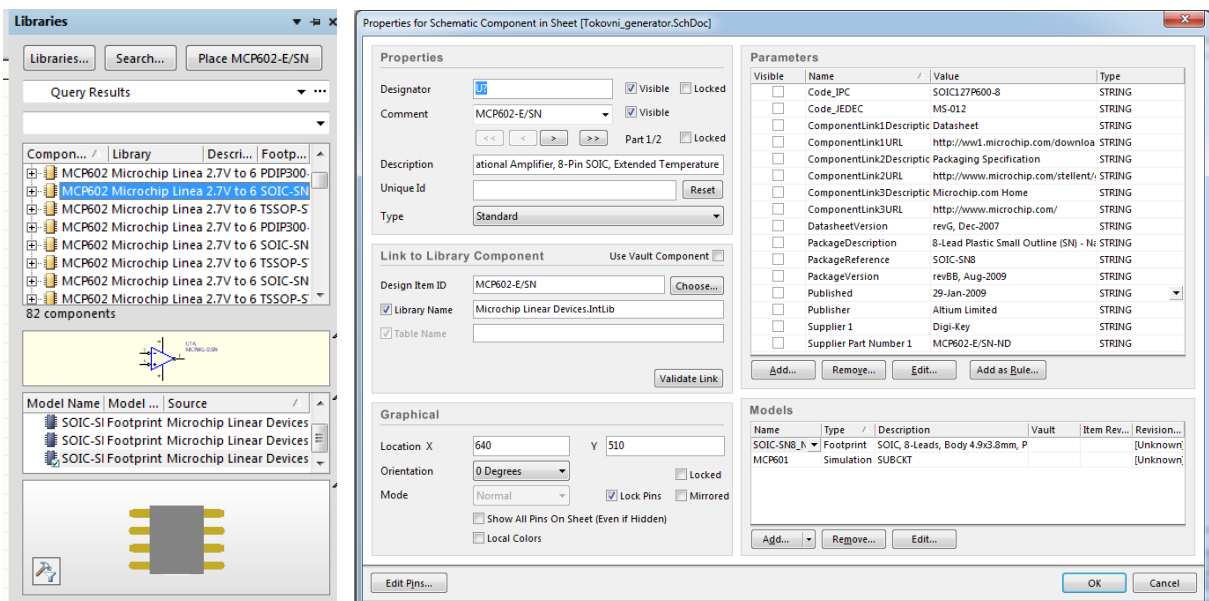 Libraries
Libraries...
Search...
Place MCP602-E/SN
Query Results
Compon... Library Descri... Footp...
MCP602 Microchip Linea 2.7V to 6 PDIP300-
MCP602 Microchip Linea 2.7V to 6 SOIC-SN
MCP602 Microchip Linea 2.7V to 6 TSSOP-S
MCP602 Microchip Linea 2.7V to 6 PDIP300-
MCP602 Microchip Linea 2.7V to 6 SOIC-SN
MCP602 Microchip Linea 2.7V to 6 TSSOP-S
MCP602 Microchip Linea 2.7V to 6 SOIC-SN
MCP602 Microchip Linea 2.7V to 6 TSSOP-S
82 components
Model Name Model ... Source
SOIC-SI Footprint Microchip Linear Devices
SOIC-SI Footprint Microchip Linear Devices
SOIC-SI Footprint Microchip Linear Devices
Properties for Schematic Component in Sheet [Tokovni_generator.SchDoc]
Properties
Designator U? Visible Locked
Comment MCP602-E/SN Visible
<< < > >> Part 1/2 Locked
Description ational Amplifier, 8-Pin SOIC, Extended Temperature
Unique Id Reset
Type Standard
Link to Library Component Use Vault Component
Design Item ID MCP602-E/SN Choose...
Library Name Microchip Linear Devices.IntLib
Table Name
Validate Link
Graphical
Location X 640 Y 510
Orientation 0 Degrees Locked
Mode Normal Lock Pins Mirrored
Show All Pins On Sheet (Even if Hidden)
Local Colors
Parameters
Visible Name Value Type
Code_IPC SOIC127P600-8 STRING
Code_JEDEC MS-012 STRING
ComponentLink1Descriptic Datasheet STRING
ComponentLink1URL http://ww1.microchip.com/downloa STRING
ComponentLink2Descriptic Packaging Specification STRING
ComponentLink2URL http://www.microchip.com/stellent/ STRING
ComponentLink3Descriptic Microchip.com Home STRING
ComponentLink3URL http://www.microchip.com/ STRING
DatasheetVersion revG, Dec-2007 STRING
PackageDescription 8-Lead Plastic Small Outline (SN) - Na STRING
PackageReference SOIC-SN8 STRING
PackageVersion revBB, Aug-2009 STRING
Published 29-Jan-2009 STRING
Publisher Altium Limited STRING
Supplier 1 Digi-Key STRING
Supplier Part Number 1 MCP602-E/SN-ND STRING
Add... Remove... Edit... Add as Rule...
Models
Name Type Description Vault Item Rev... Revision...
SOIC-SN8_N Footprint SOIC, 8-Leads, Body 4.9x3.8mm, P [Unknown]
MCP601 Simulation SUBCKT [Unknown]
Add... Remove... Edit...
Edit Pins...
OK Cancel